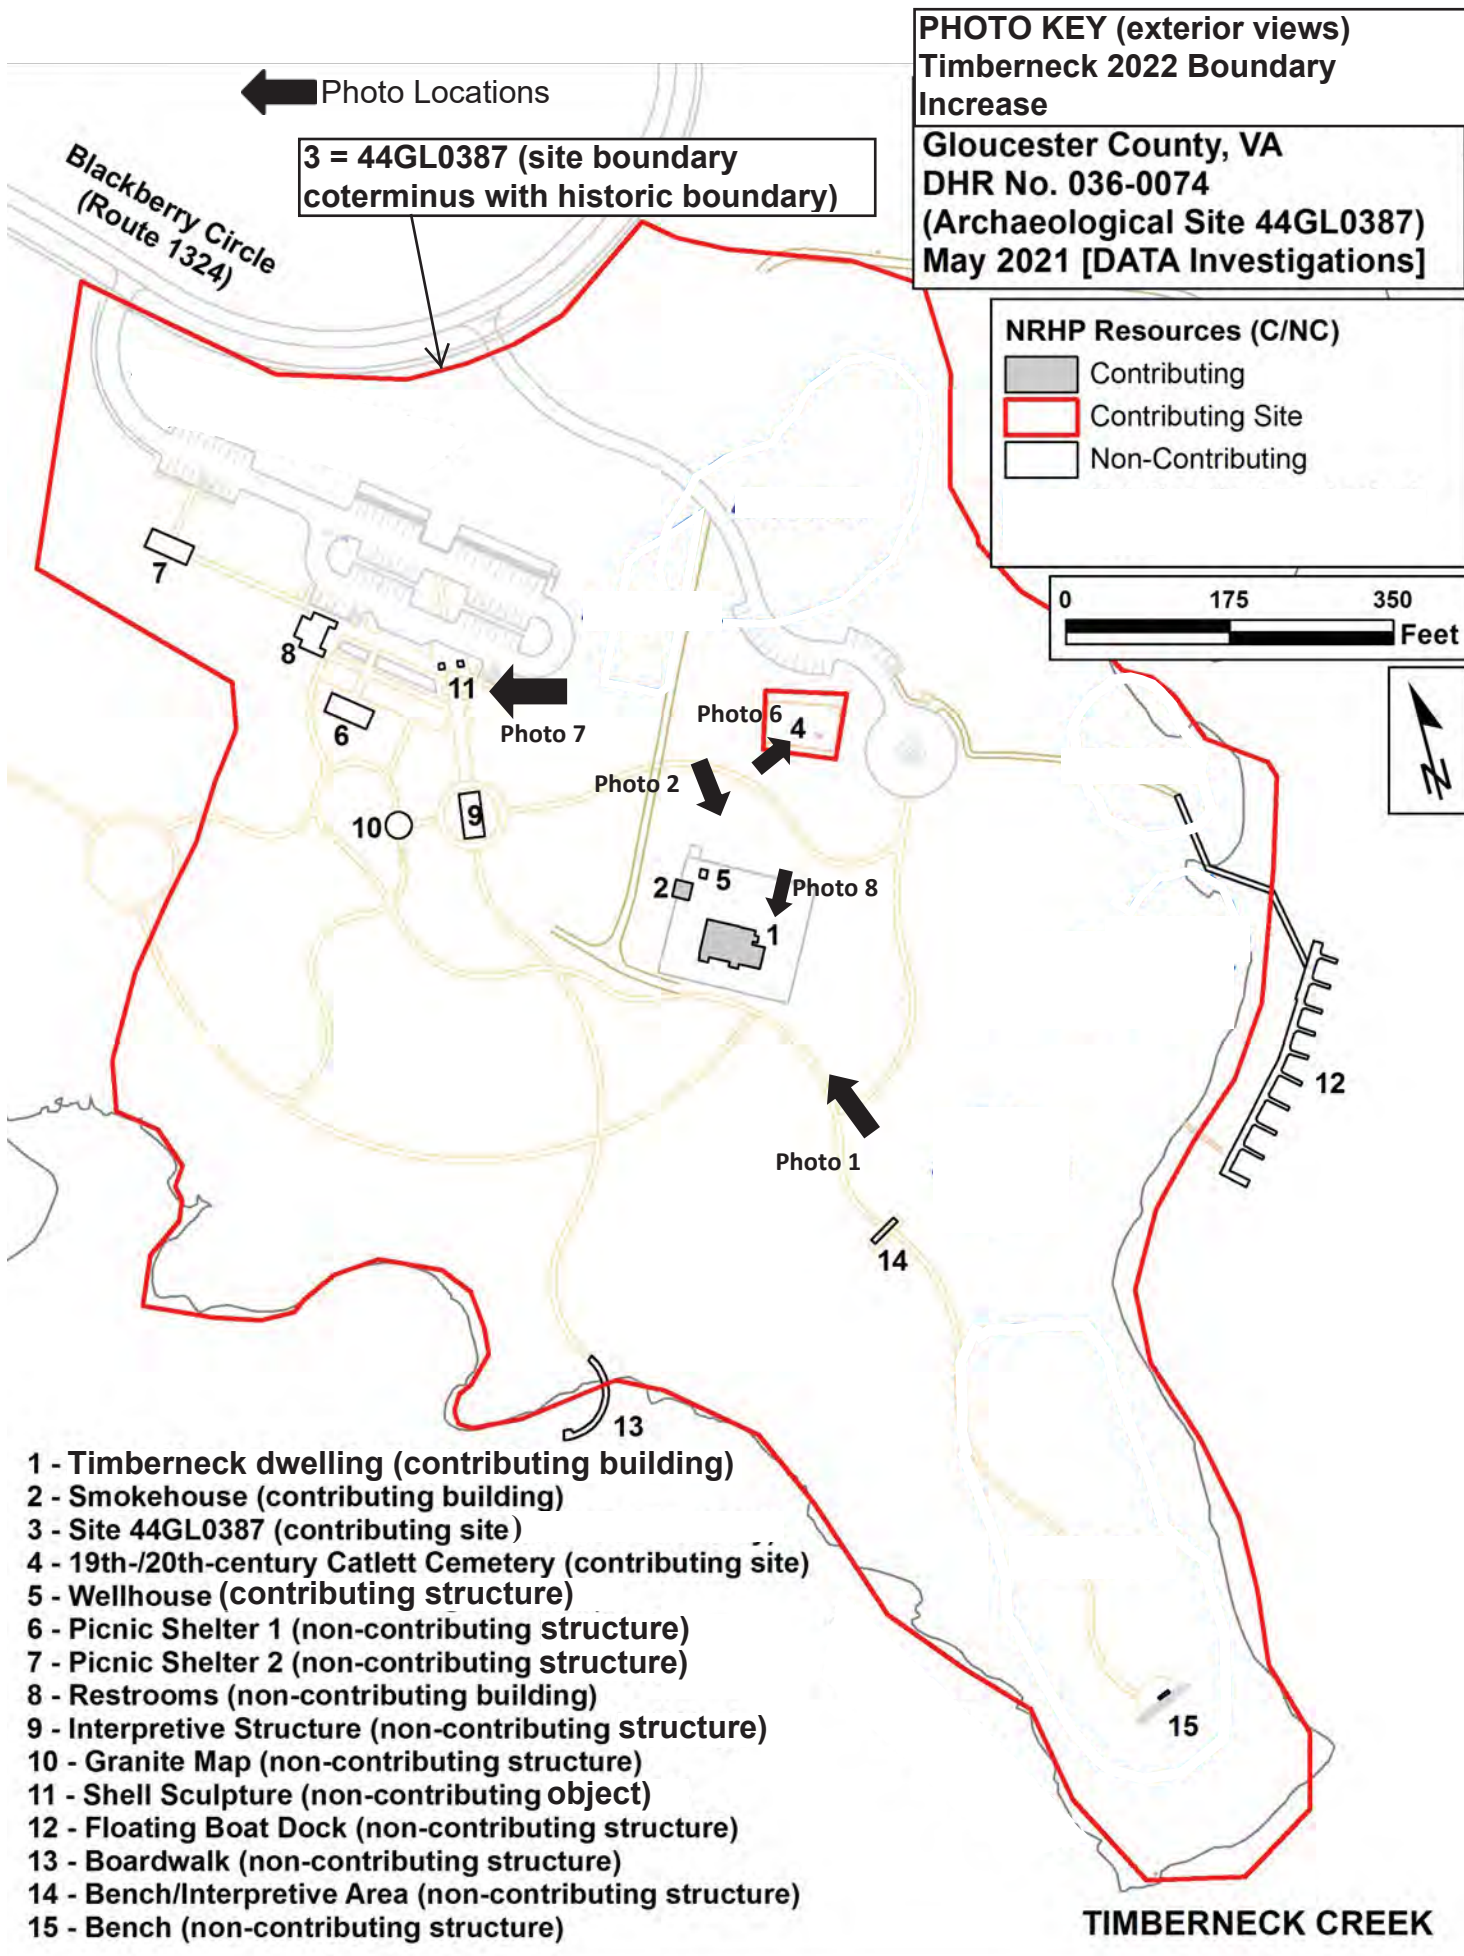 PHOTO KEY (exterior views)
Timberneck 2022 Boundary
Increase
Gloucester County, VA
DHR No. 036-0074
(Archaeological Site 44GL0387)
May 2021 [DATA Investigations]
Photo Locations
3 = 44GL0387 (site boundary
coterminus with historic boundary)
Blackberry Circle
(Route 1324)
NRHP Resources (C/NC)
Contributing
Contributing Site
Non-Contributing
0 175 350
Feet
N
7
8
11
6
Photo 7
Photo 6
4
Photo 2
10
9
2
5
Photo 8
1
12
Photo 1
14
13
15
1 - Timberneck dwelling (contributing building)
2 - Smokehouse (contributing building)
3 - Site 44GL0387 (contributing site)
4 - 19th-/20th-century Catlett Cemetery (contributing site)
5 - Wellhouse (contributing structure)
6 - Picnic Shelter 1 (non-contributing structure)
7 - Picnic Shelter 2 (non-contributing structure)
8 - Restrooms (non-contributing building)
9 - Interpretive Structure (non-contributing structure)
10 - Granite Map (non-contributing structure)
11 - Shell Sculpture (non-contributing object)
12 - Floating Boat Dock (non-contributing structure)
13 - Boardwalk (non-contributing structure)
14 - Bench/Interpretive Area (non-contributing structure)
15 - Bench (non-contributing structure)
TIMBERNECK CREEK